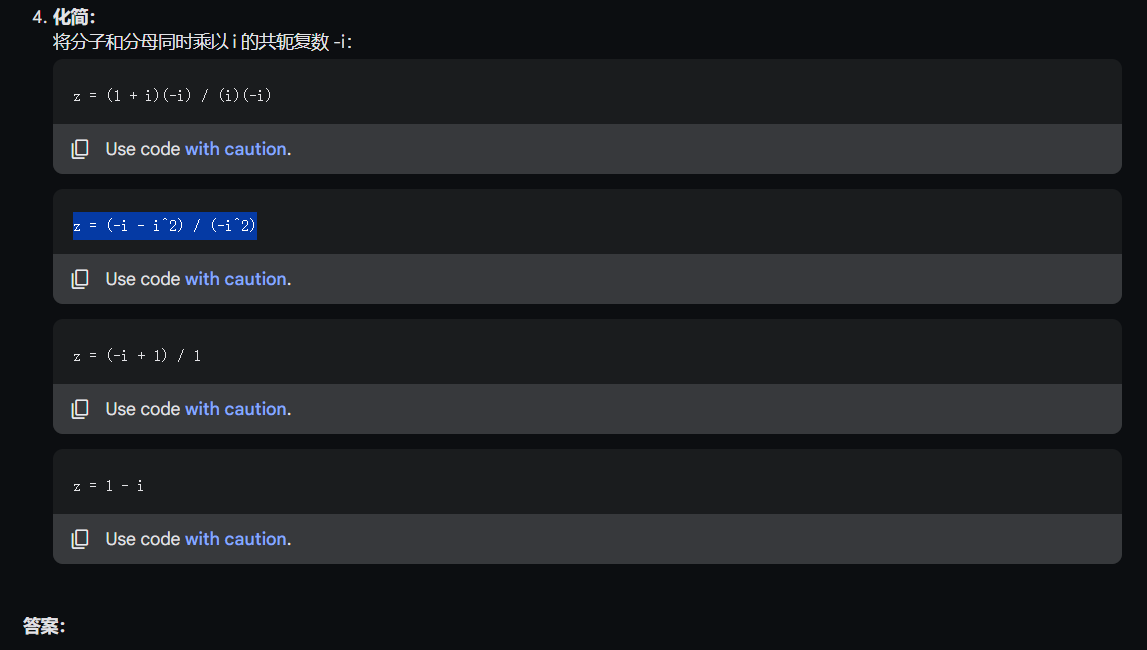 4. 化简：
将分子和分母同时乘以 i 的共轭复数 -i：
z = (1 + i)(-i) / (i)(-i)
Use code with caution.
z = (-i - i^2) / (-i^2)
Use code with caution.
z = (-i + 1) / 1
Use code with caution.
z = 1 - i
Use code with caution.
答案：